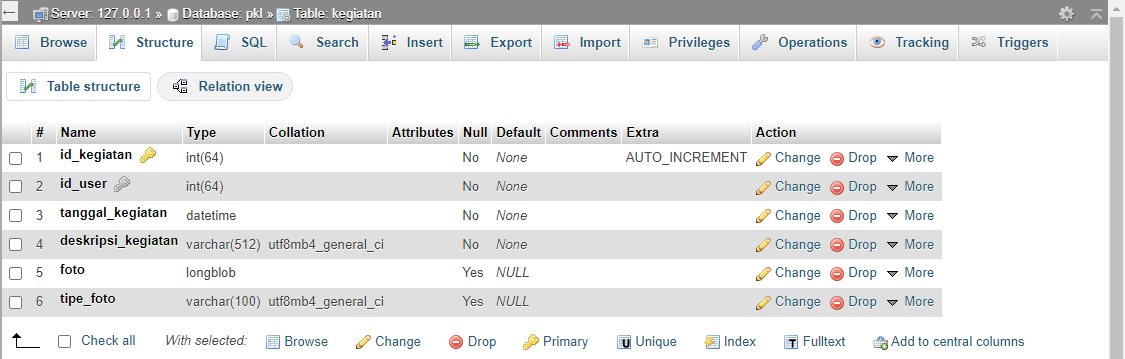 Server: 127.0.0.1 » Database: pkl » Table: kegiatan
Browse Structure SQL Search Insert Export Import Privileges Operations Tracking Triggers
Table structure Relation view
# Name Type Collation Attributes Null Default Comments Extra Action
1 id_kegiatan int(64) No None AUTO_INCREMENT Change Drop More
2 id_user int(64) No None Change Drop More
3 tanggal_kegiatan datetime No None Change Drop More
4 deskripsi_kegiatan varchar(512) utf8mb4_general_ci No None Change Drop More
5 foto longblob Yes NULL Change Drop More
6 tipe_foto varchar(100) utf8mb4_general_ci Yes NULL Change Drop More
Check all With selected: Browse Change Drop Primary Unique Index Fulltext Add to central columns